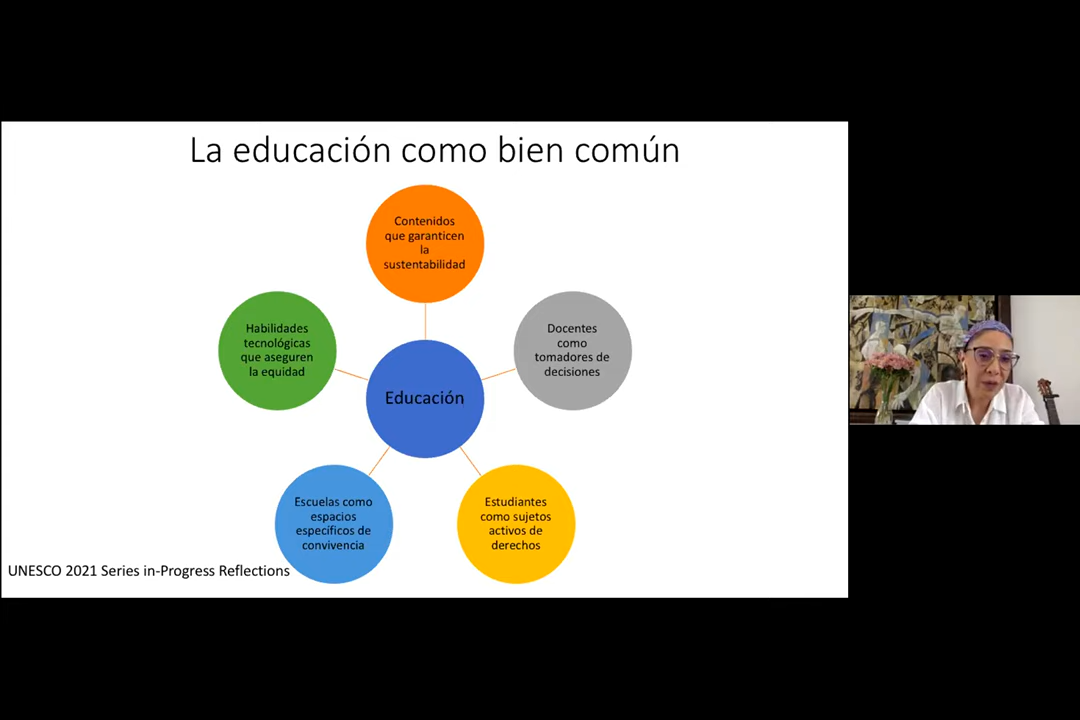 La educación como bien común
Contenidos
que garanticen
la
sustentabilidad
Docentes
como
tomadores de
decisiones
Estudiantes
como sujetos
activos de
derechos
Escuelas como
espacios
específicos de
convivencia
Habilidades
tecnológicas
que aseguren
la equidad
Educación
UNESCO 2021 Series in-Progress Reflections